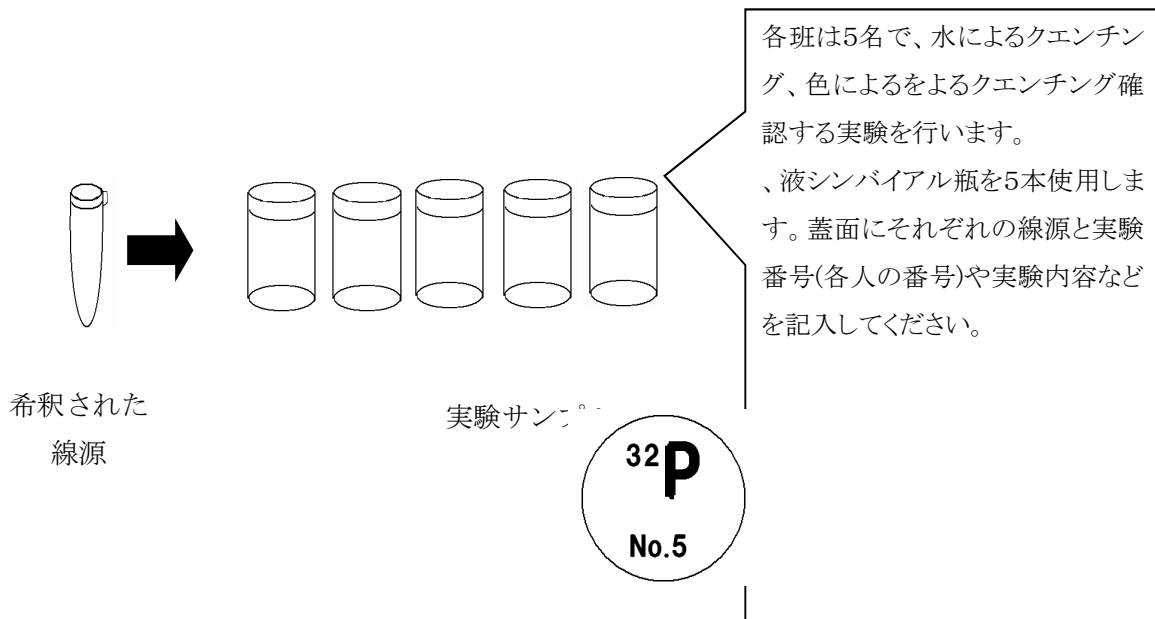 各班は5名で、水によるクエンチン
グ、色によるをよるクエンチング確
認する実験を行います。
、液シンバイアル瓶を5本使用しま
す。蓋面にそれぞれの線源と実験
番号(各人の番号)や実験内容など
を記入してください。
希釈された
線源
実験サンプ
32P
No.5